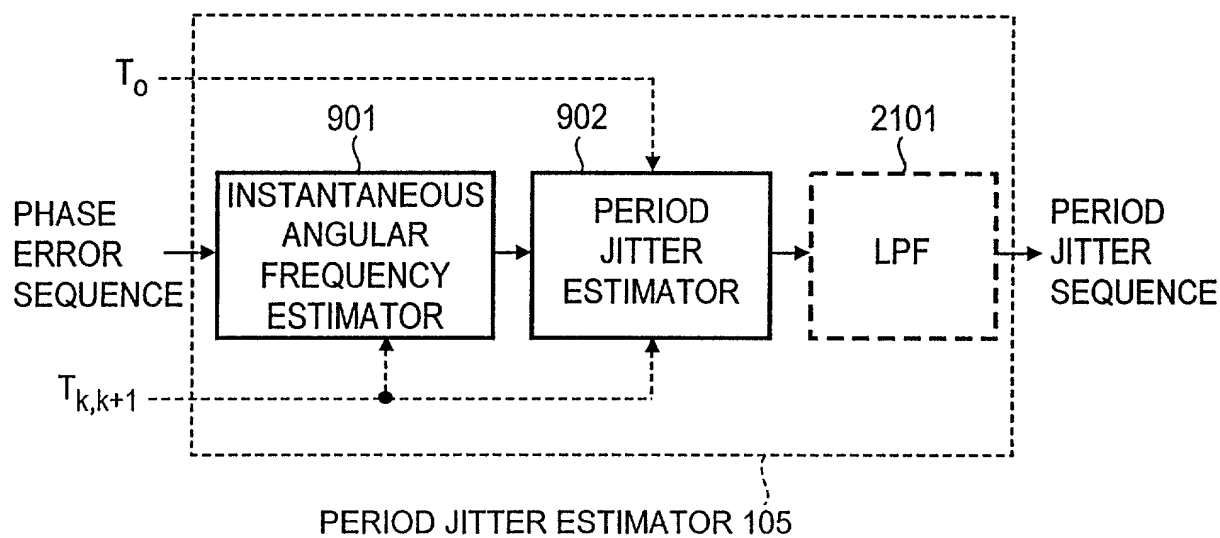 T0
901
902
2101
PHASE
ERROR
SEQUENCE
INSTANTANEOUS
ANGULAR
FREQUENCY
ESTIMATOR
PERIOD
JITTER
ESTIMATOR
LPF
PERIOD
JITTER
SEQUENCE
Tk,k+1
PERIOD JITTER ESTIMATOR 105